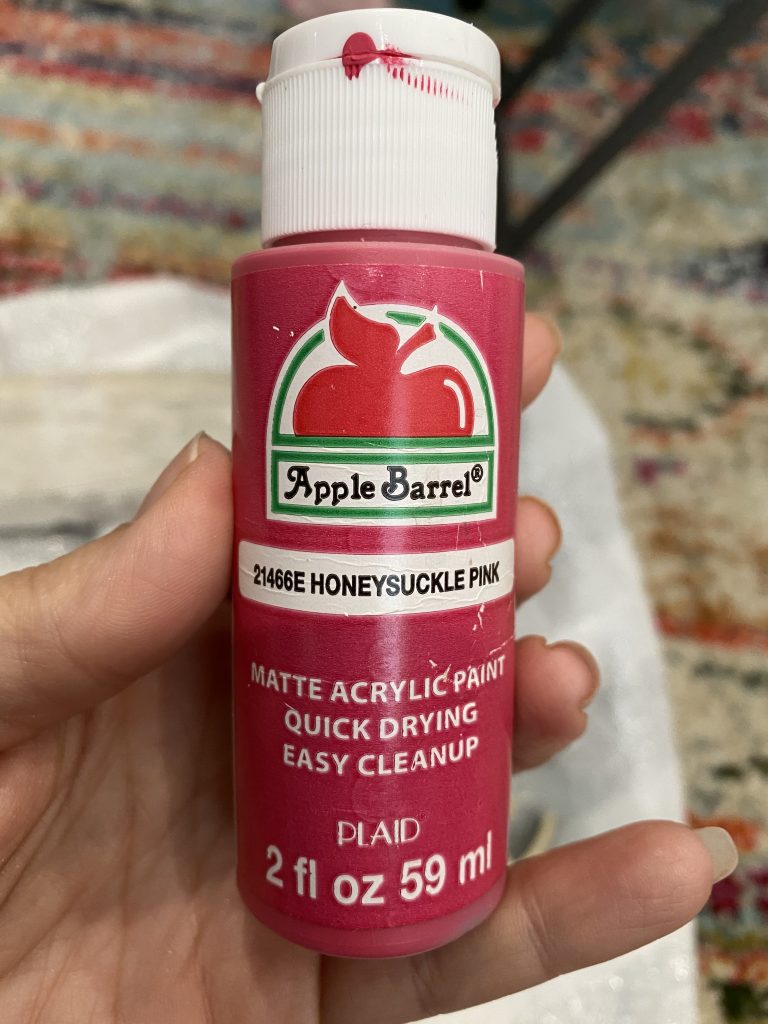 Apple Barrel®
21466E HONEYSUCKLE PINK
MATTE ACRYLIC PAINT
QUICK DRYING
EASY CLEANUP
PLAID
2 fl oz 59 ml